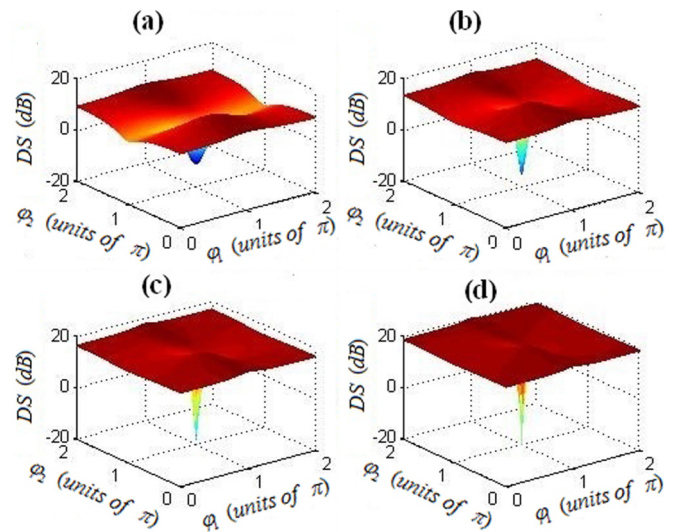 (a)
20
0
-20
DS (dB)
2
1
0
φ₂ (units of π)
0
1
2
φ₁ (units of π)
(b)
20
0
-20
DS (dB)
2
1
0
φ₂ (units of π)
0
1
2
φ₁ (units of π)
(c)
20
0
-20
DS (dB)
2
1
0
φ₂ (units of π)
0
1
2
φ₁ (units of π)
(d)
20
0
-20
DS (dB)
2
1
0
φ₂ (units of π)
0
1
2
φ₁ (units of π)